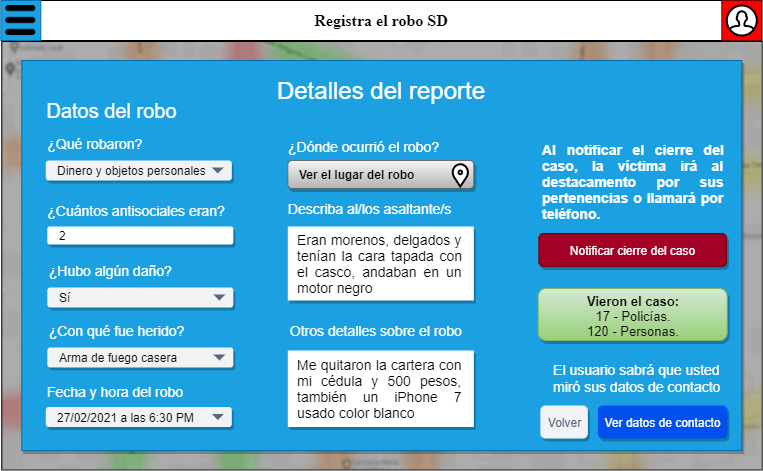 Registra el robo SD
Detalles del reporte
Datos del robo
¿Qué robaron?
Dinero y objetos personales
¿Cuántos antisociales eran?
2
¿Hubo algún daño?
Sí
¿Con qué fue herido?
Arma de fuego casera
Fecha y hora del robo
27/02/2021 a las 6:30 PM
¿Dónde ocurrió el robo?
Ver el lugar del robo
Describa al/los asaltante/s
Eran morenos, delgados y
tenían la cara tapada con
el casco, andaban en un
motor negro
Otros detalles sobre el robo
Me quitaron la cartera con
mi cédula y 500 pesos,
también un iPhone 7
usado color blanco
Al notificar el cierre del
caso, la víctima irá al
destacamento por sus
pertenencias o llamará por
teléfono.
Notificar cierre del caso
Vieron el caso:
17 - Policías.
120 - Personas.
El usuario sabrá que usted
miró sus datos de contacto
Volver
Ver datos de contacto